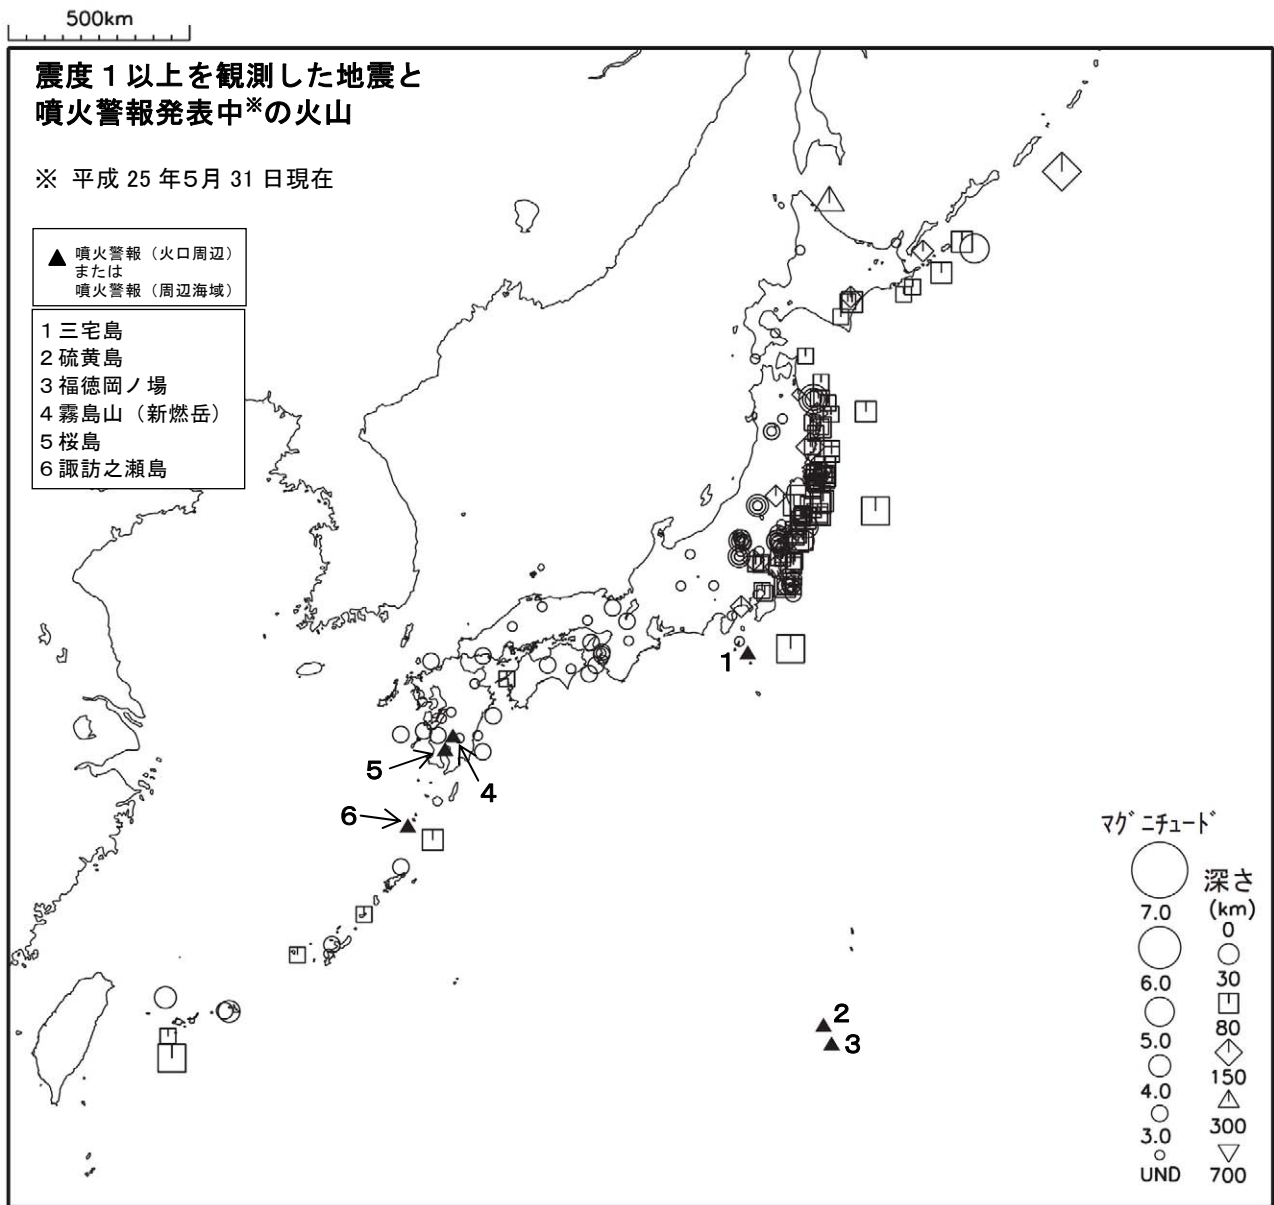 500km
震度１以上を観測した地震と
噴火警報発表中※の火山
※ 平成 25 年5月 31 日現在
▲ 噴火警報（火口周辺）
または
噴火警報（周辺海域）
1 三宅島
2 硫黄島
3 福徳岡ノ場
4 霧島山（新燃岳）
5 桜島
6 諏訪之瀬島
1
5
4
6
2
3
ﾏｸﾞﾆﾁｭｰﾄﾞ
7.0
6.0
5.0
4.0
3.0
UND
深さ
(km)
0
30
80
150
300
700